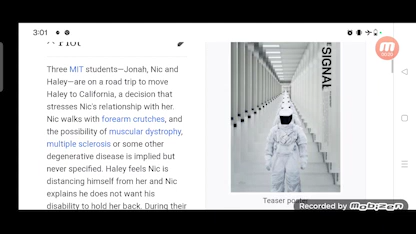 3:01
Plot
Three MIT students—Jonah, Nic and
Haley—are on a road trip to move
Haley to California, a decision that
stresses Nic's relationship with her.
Nic walks with forearm crutches, and
the possibility of muscular dystrophy,
multiple sclerosis or some other
degenerative disease is implied but
never specified. Haley feels Nic is
distancing himself from her and Nic
explains he does not want his
disability to hold her back. During their
SIGNAL
Teaser poster
Recorded by Mobizen